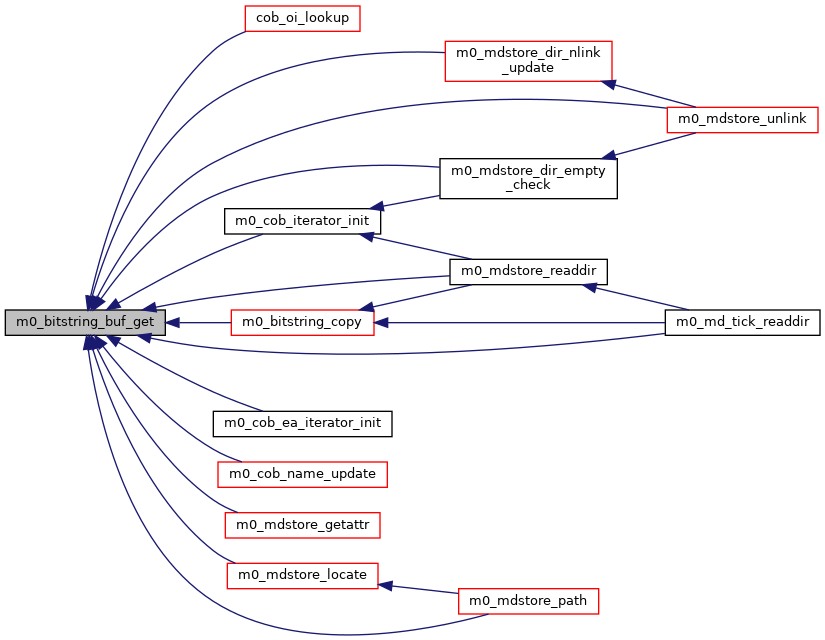 cob_oi_lookup
m0_mdstore_dir_nlink
_update
m0_mdstore_unlink
m0_mdstore_dir_empty
_check
m0_cob_iterator_init
m0_mdstore_readdir
m0_bitstring_buf_get
m0_bitstring_copy
m0_md_tick_readdir
m0_cob_ea_iterator_init
m0_cob_name_update
m0_mdstore_getattr
m0_mdstore_locate
m0_mdstore_path